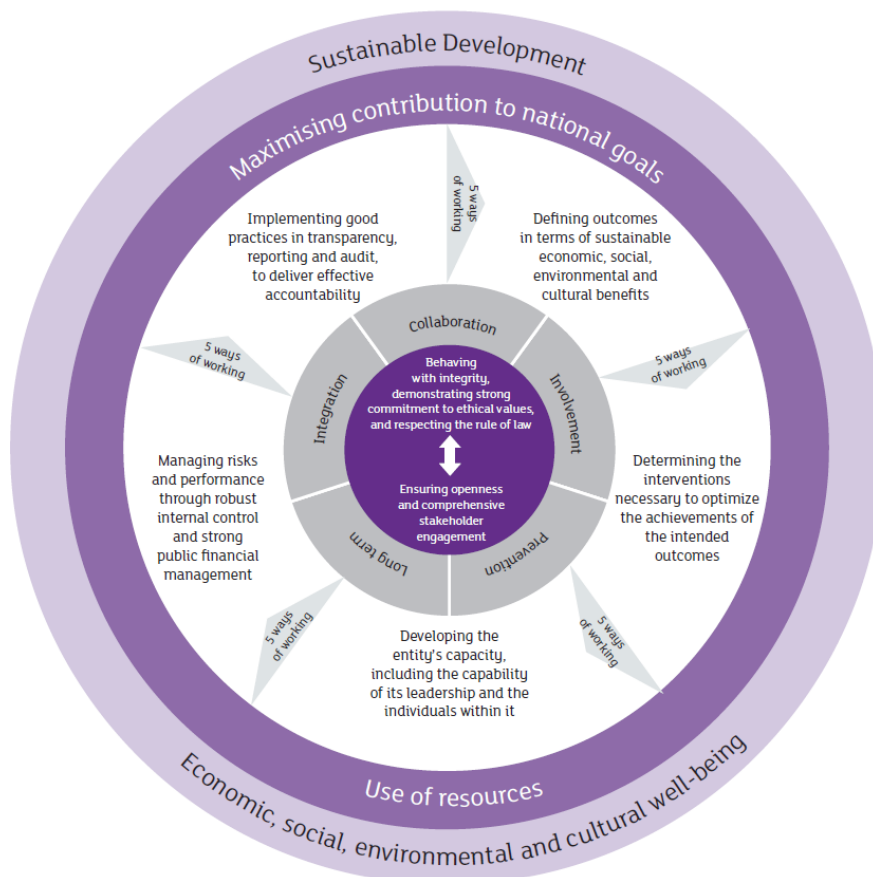 Sustainable Development
Maximising contribution to national goals
5 ways
of working
Implementing good
practices in transparency,
reporting and audit,
to deliver effective
accountability
Defining outcomes
in terms of sustainable
economic, social,
environmental and
cultural benefits
Collaboration
5 ways
of working
5 ways
of working
Integration
Involvement
Behaving
with integrity,
demonstrating strong
commitment to ethical values,
and respecting the rule of law
Managing risks
and performance
through robust
internal control
and strong
public financial
management
Determining the
interventions
necessary to optimize
the achievements of
the intended
outcomes
Ensuring openness
and comprehensive
stakeholder
engagement
Long term
Prevention
5 ways
of working
5 ways
of working
Developing the
entity's capacity,
including the capability
of its leadership and the
individuals within it
Use of resources
Economic, social, environmental and cultural well-being